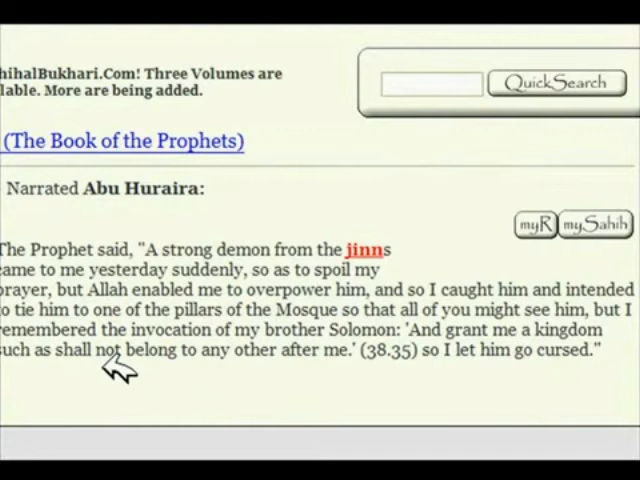 hihalBukhari.Com! Three Volumes are
lable. More are being added.
QuickSearch
(The Book of the Prophets)
Narrated Abu Huraira:
myR mySahih
The Prophet said, "A strong demon from the jinns
came to me yesterday suddenly, so as to spoil my
prayer, but Allah enabled me to overpower him, and so I caught him and intended
to tie him to one of the pillars of the Mosque so that all of you might see him, but I
remembered the invocation of my brother Solomon: 'And grant me a kingdom
such as shall not belong to any other after me.' (38.35) so I let him go cursed."